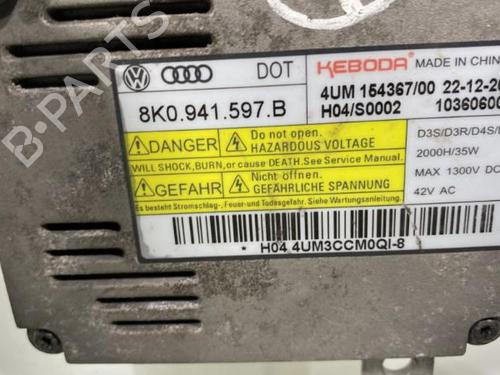 DOT
KEBODA MADE IN CHIN
8K0.941.597.B
4UM 154367/00 22-12-20
H04/S0002 10360600
DANGER Do not open.
HAZARDOUS VOLTAGE
WILL SHOCK,BURN,or cause DEATH.See Service Manual.
GEFAHR Nicht öffnen.
GEFÄHRLICHE SPANNUNG
Es besteht Stromschlag-, Feuer-und Todesgefahr. Siehe Wartungsanleitung.
D3S/D3R/D4S/
2000H/35W
MAX 1300V DC
42V AC
* H04 4UM3CCM0QI-8
B-PARTS